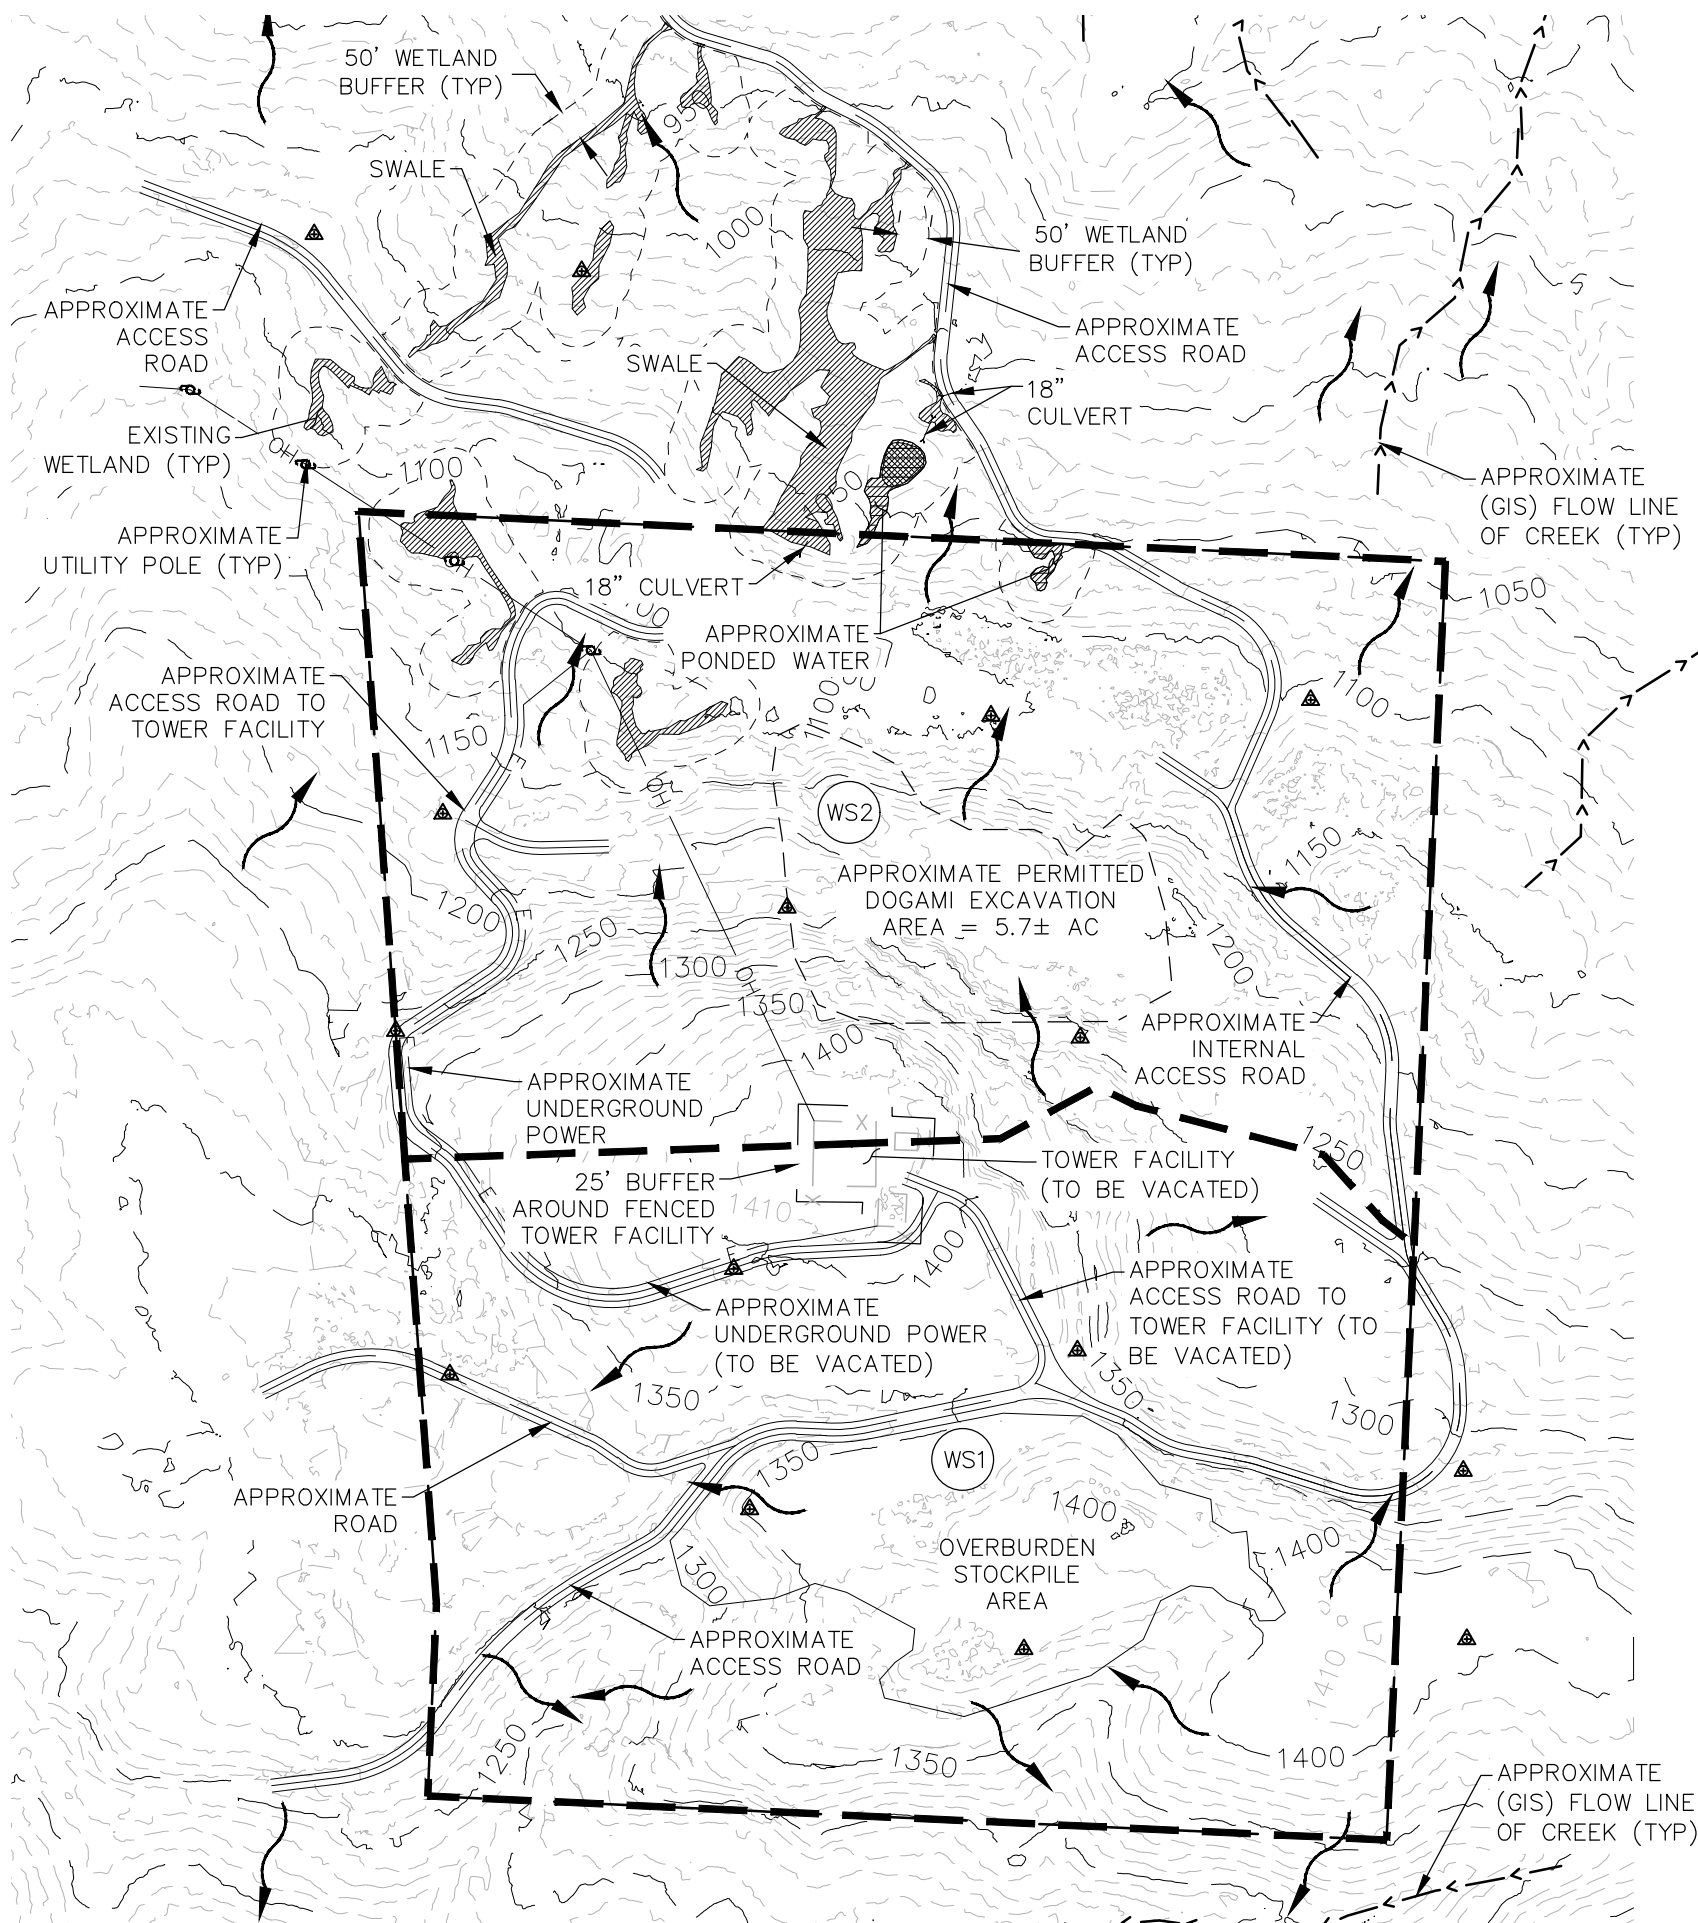 50' WETLAND
BUFFER (TYP)
950
SWALE
1000
50' WETLAND
BUFFER (TYP)
APPROXIMATE
ACCESS
ROAD
APPROXIMATE
ACCESS ROAD
SWALE
18"
CULVERT
EXISTING
WETLAND (TYP)
OH
1100
APPROXIMATE
(GIS) FLOW LINE
OF CREEK (TYP)
APPROXIMATE
UTILITY POLE (TYP)
18" CULVERT
1050
APPROXIMATE
PONDED WATER
APPROXIMATE
ACCESS ROAD TO
TOWER FACILITY
1100
1100
1150
E
OH
WS2
1150
APPROXIMATE PERMITTED
DOGAMI EXCAVATION
AREA = 5.7± AC
1200
E
1250
1200
1300
OH
1350
1400
APPROXIMATE
INTERNAL
ACCESS ROAD
APPROXIMATE
UNDERGROUND
POWER
X
1250
TOWER FACILITY
(TO BE VACATED)
25' BUFFER
AROUND FENCED
TOWER FACILITY
E
1410
X
1400
E
APPROXIMATE
ACCESS ROAD TO
TOWER FACILITY (TO
BE VACATED)
APPROXIMATE
UNDERGROUND POWER
(TO BE VACATED)
1350
1350
1300
1350
WS1
APPROXIMATE
ROAD
1400
OVERBURDEN
STOCKPILE
AREA
1400
1300
APPROXIMATE
ACCESS ROAD
1410
1250
1350
1400
APPROXIMATE
(GIS) FLOW LINE
OF CREEK (TYP)